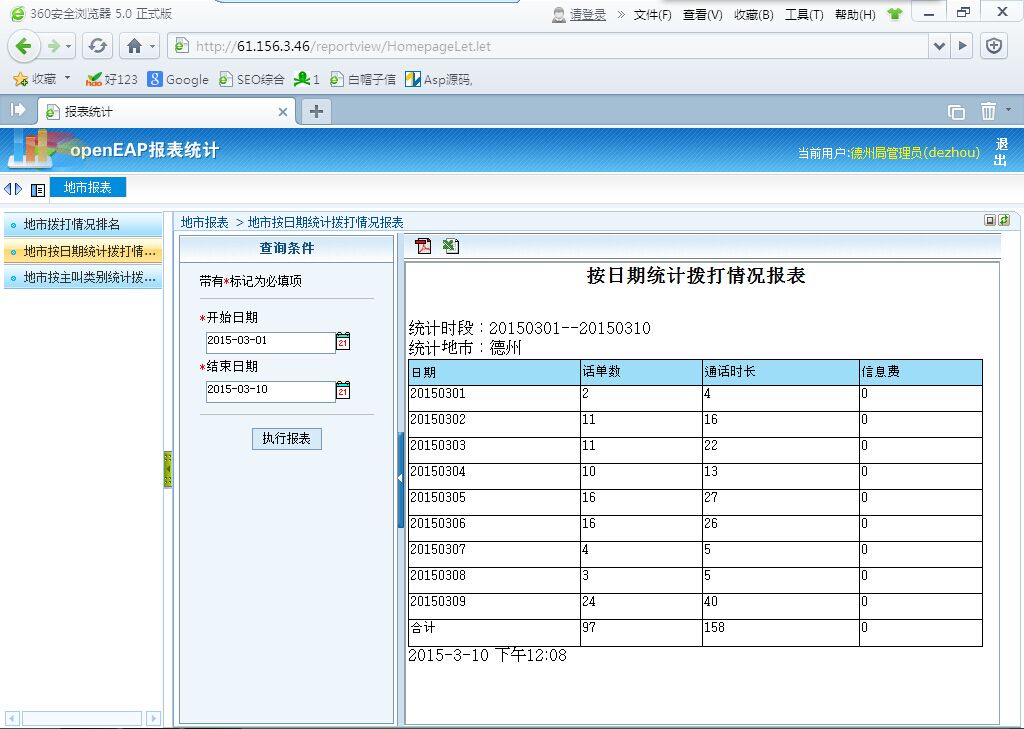 360安全浏览器 5.0 正式版
请登录 » 文件(F) 查看(V) 收藏(B) 工具(T) 帮助(H)
http://61.156.3.46/reportview/HomepageLet.let
收藏 好123 Google SEO综合 1 白帽子信 Asp源码,
报表统计
openEAP报表统计
当前用户:德州局管理员(dezhou)
退出
地市报表
地市拨打情况排名
地市按日期统计拨打情...
地市按主叫类别统计拨...
地市报表 > 地市按日期统计拨打情况报表
查询条件
带有*标记为必填项
*开始日期
2015-03-01
21
*结束日期
2015-03-10
21
执行报表
按日期统计拨打情况报表
统计时段：20150301--20150310
统计地市：德州
日期 话单数 通话时长 信息费
20150301 2 4 0
20150302 11 16 0
20150303 11 22 0
20150304 10 13 0
20150305 16 27 0
20150306 16 26 0
20150307 4 5 0
20150308 3 5 0
20150309 24 40 0
合计 97 158 0
2015-3-10 下午12:08